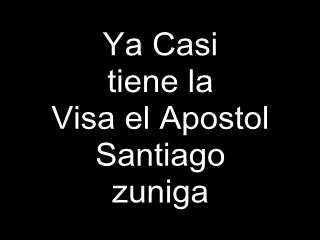 Ya Casi
tiene la
Visa el Apostol
Santiago
zuniga